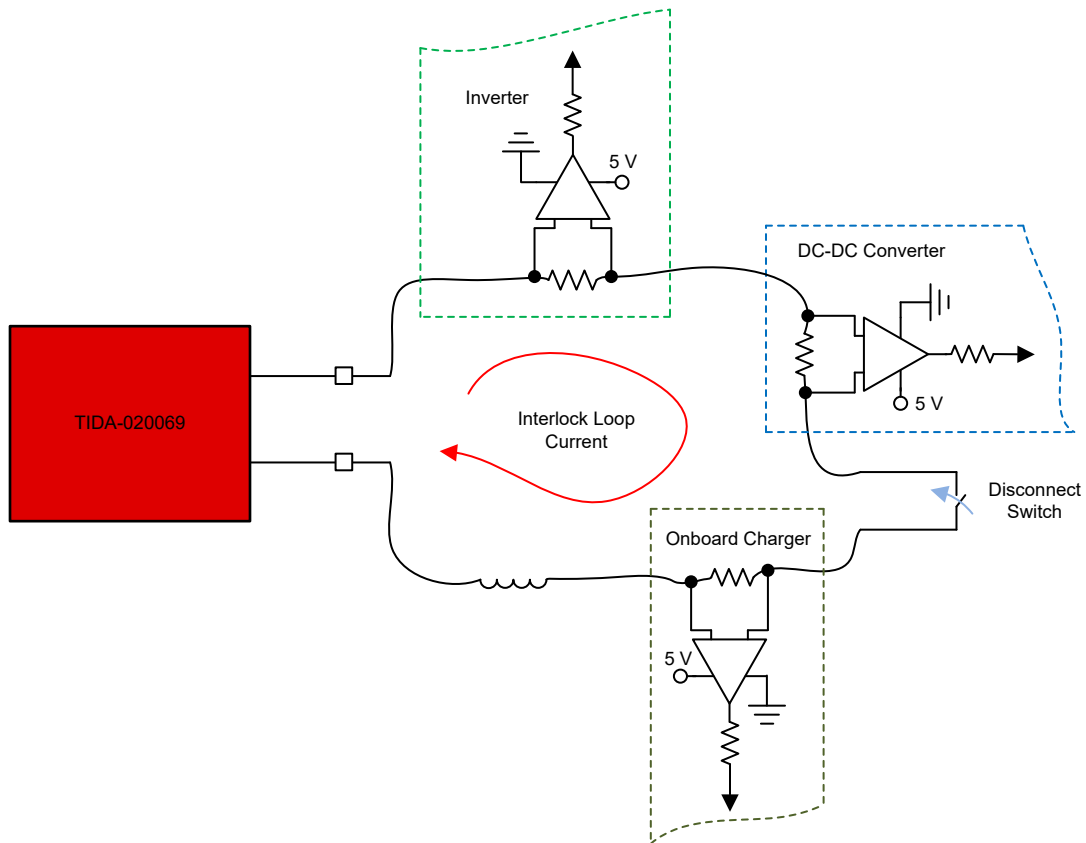 Inverter
5 V
DC-DC Converter
5 V
TIDA-020069
Interlock Loop
Current
Disconnect
Switch
Onboard Charger
5 V